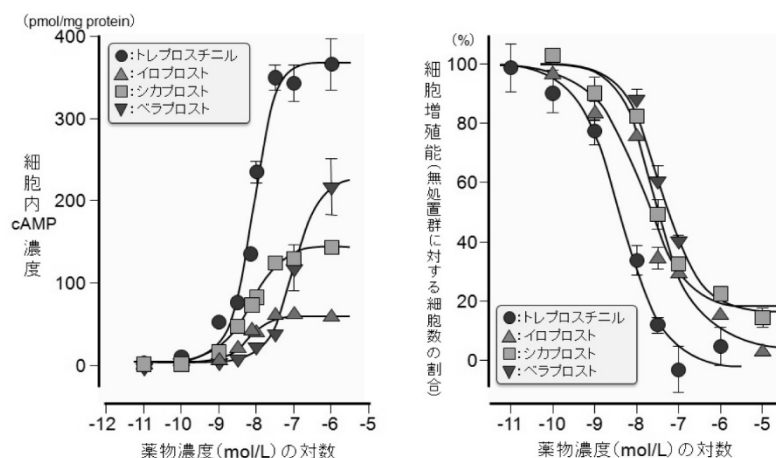 (pmol/mg protein)
400
300
200
100
0
細胞内
cAMP
濃度
●:トレプロスチニル
▲:イロプロスト
■:シカプロスト
▼:ベラプロスト
-12 -11 -10 -9 -8 -7 -6 -5
薬物濃度(mol/L)の対数
(%)
100
80
60
40
20
0
細胞増殖能(無処置群に対する細胞数の割合)
●:トレプロスチニル
▲:イロプロスト
■:シカプロスト
▼:ベラプロスト
-11 -10 -9 -8 -7 -6 -5
薬物濃度(mol/L)の対数